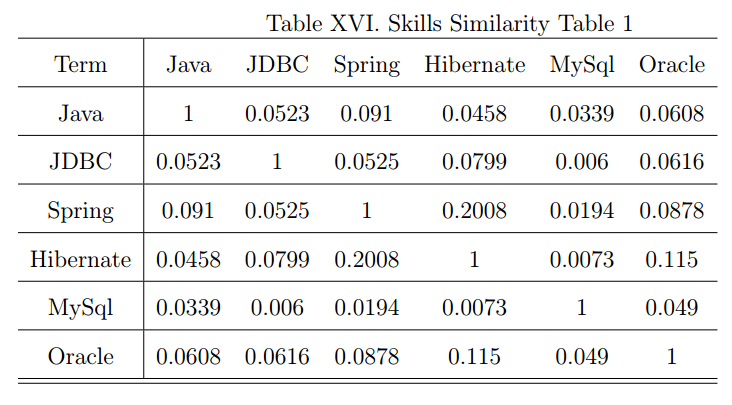 Table XVI. Skills Similarity Table 1
Term Java JDBC Spring Hibernate MySql Oracle
Java 1 0.0523 0.091 0.0458 0.0339 0.0608
JDBC 0.0523 1 0.0525 0.0799 0.006 0.0616
Spring 0.091 0.0525 1 0.2008 0.0194 0.0878
Hibernate 0.0458 0.0799 0.2008 1 0.0073 0.115
MySql 0.0339 0.006 0.0194 0.0073 1 0.049
Oracle 0.0608 0.0616 0.0878 0.115 0.049 1